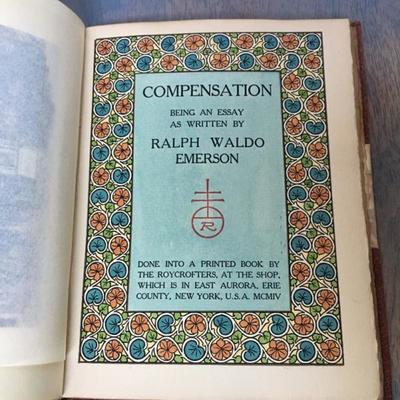 COMPENSATION
BEING AN ESSAY
AS WRITTEN BY
RALPH WALDO
EMERSON
R
DONE INTO A PRINTED BOOK BY
THE ROYCROFTERS, AT THE SHOP,
WHICH IS IN EAST AURORA, ERIE
COUNTY, NEW YORK, U.S.A. MCMIV